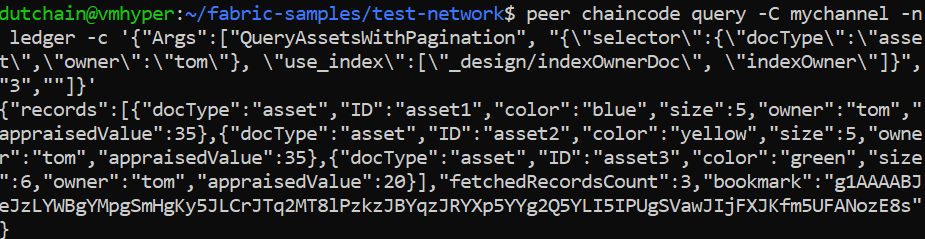 dutchain@vmhyper:~/fabric-samples/test-network$ peer chaincode query -C mychannel -n
 ledger -c '{"Args":["QueryAssetsWithPagination", "{\"selector\":{\"docType\":\"asse
t\",\"owner\":\"tom\"}, \"use_index\":[\"_design/indexOwnerDoc\", \"indexOwner\"]}",
"3",""]}'
{"records":[{"docType":"asset","ID":"asset1","color":"blue","size":5,"owner":"tom","
appraisedValue":35},{"docType":"asset","ID":"asset2","color":"yellow","size":5,"owne
r":"tom","appraisedValue":35},{"docType":"asset","ID":"asset3","color":"green","size
":6,"owner":"tom","appraisedValue":20}],"fetchedRecordsCount":3,"bookmark":"g1AAAABJ
eJzLYWBgYMpgSmHgKy5JLCrJTq2MT8lPzkzJBYqzJRYXp5YYg2Q5YLI5IPUgSVawJIjFXJKfm5UFANozE8s"
}